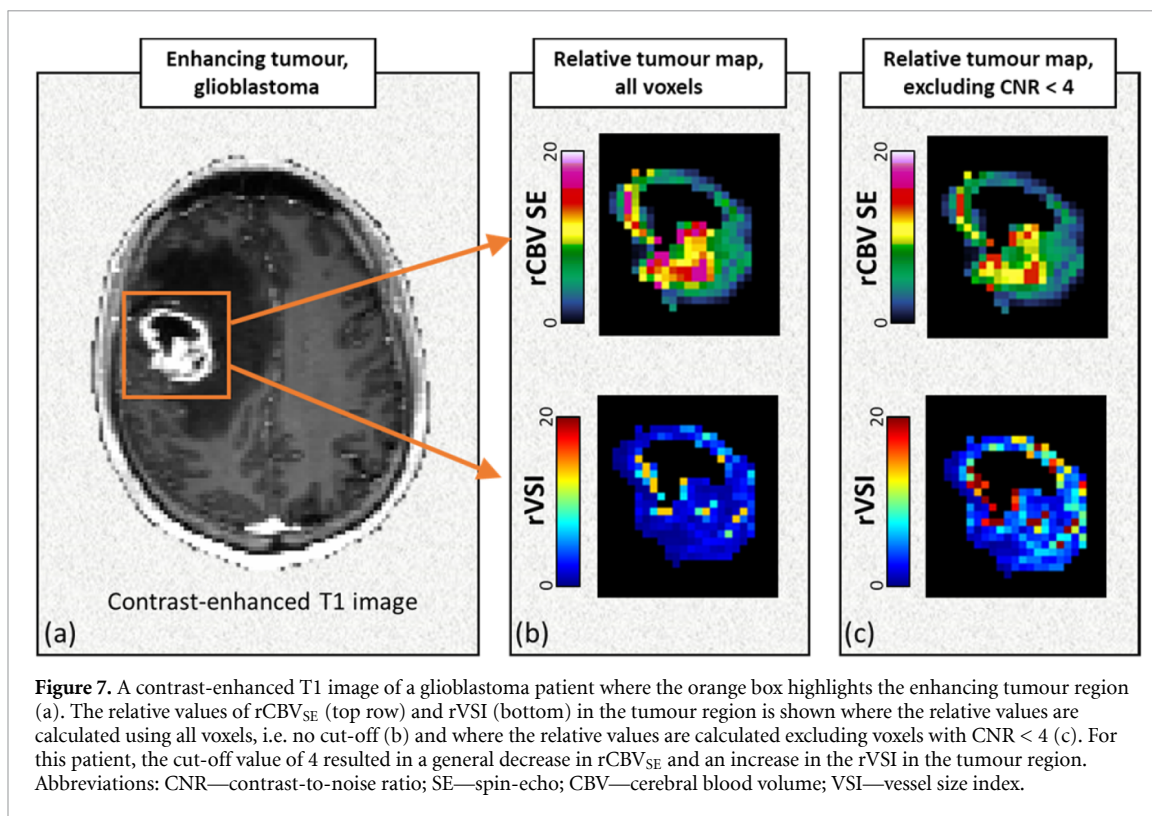 Enhancing tumour,
glioblastoma
Relative tumour map,
all voxels
Relative tumour map,
excluding CNR < 4
20
rCBV SE
0
20
rCBV SE
0
20
rVSI
0
20
rVSI
0
Contrast-enhanced T1 image
(a)
(b)
(c)
Figure 7. A contrast-enhanced T1 image of a glioblastoma patient where the orange box highlights the enhancing tumour region
(a). The relative values of rCBVSE (top row) and rVSI (bottom) in the tumour region is shown where the relative values are
calculated using all voxels, i.e. no cut-off (b) and where the relative values are calculated excluding voxels with CNR < 4 (c). For
this patient, the cut-off value of 4 resulted in a general decrease in rCBVSE and an increase in the rVSI in the tumour region.
Abbreviations: CNR—contrast-to-noise ratio; SE—spin-echo; CBV—cerebral blood volume; VSI—vessel size index.